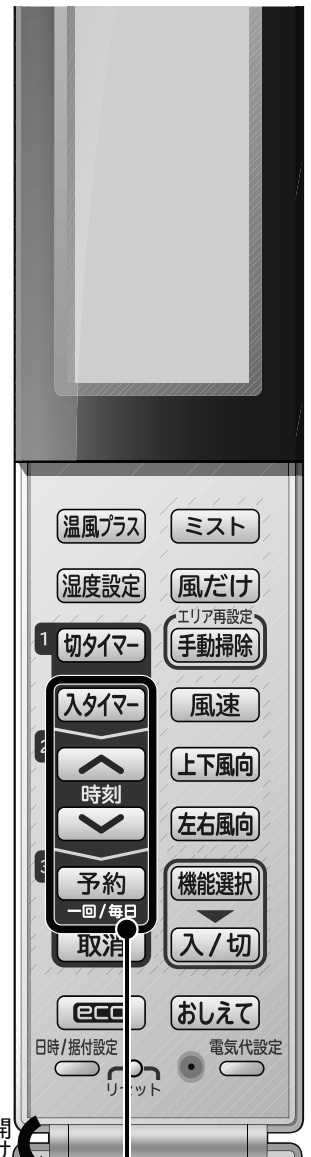 温風プラス
ミスト
湿度設定
風だけ
エリア再設定
1
切タイマー
手動掃除
入タイマー
風速
2
時刻
上下風向
左右風向
3
予約
一回/毎日
機能選択
取消
入/切
eco
おしえて
日時/据付設定
リセット
電気代設定
開
け